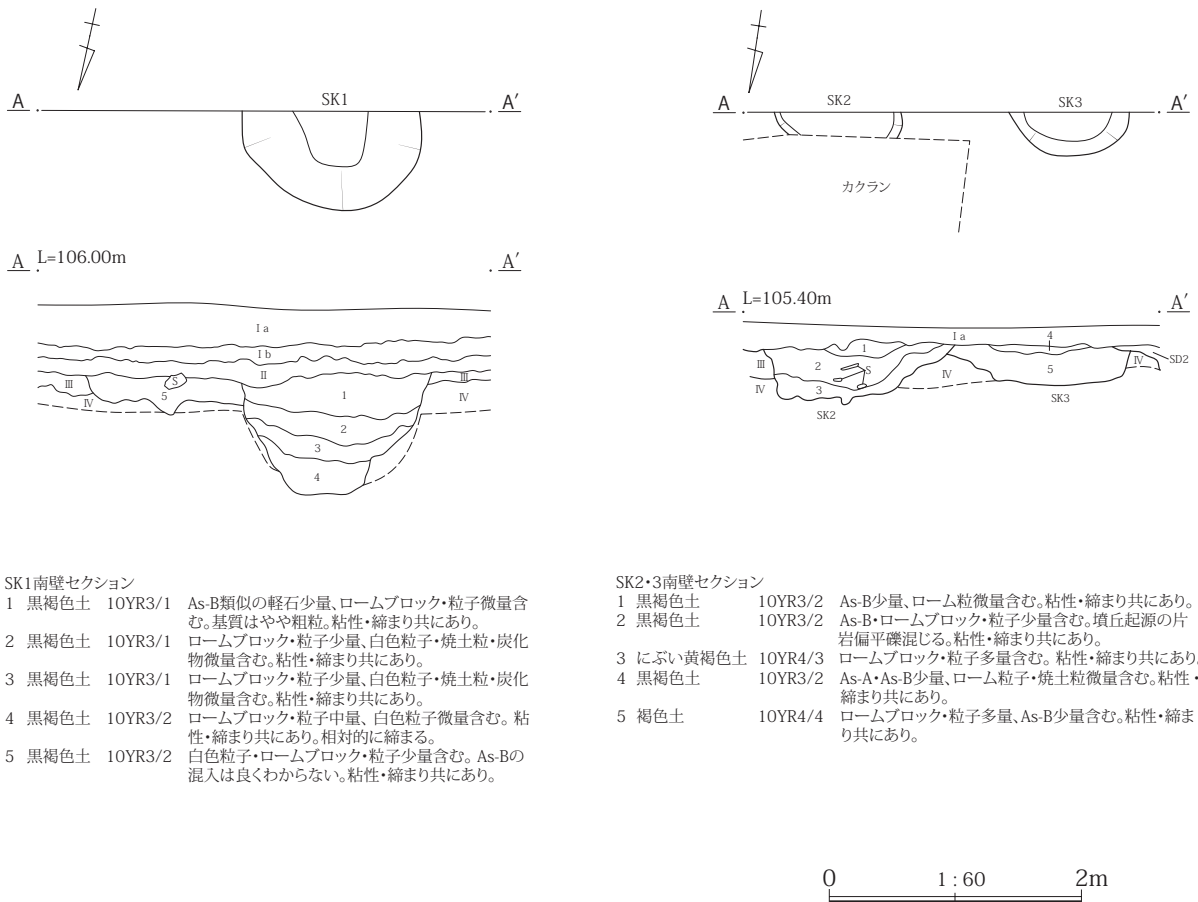 SK1
A A′
SK2 SK3
A A′
カクラン
A L=106.00m A′
Ⅰa
Ⅰb
Ⅱ
Ⅲ S Ⅲ
Ⅳ 5 1 Ⅳ
2
3
4
A L=105.40m A′
Ⅰa 4
1
Ⅲ 2 S Ⅳ 5 Ⅳ SD2
Ⅳ 3
SK2 SK3
SK1南壁セクション
1 黒褐色土 10YR3/1 As-B類似の軽石少量、ロームブロック・粒子微量含
む。基質はやや粗粒。粘性・締まり共にあり。
2 黒褐色土 10YR3/1 ロームブロック・粒子少量、白色粒子・焼土粒・炭化
物微量含む。粘性・締まり共にあり。
3 黒褐色土 10YR3/1 ロームブロック・粒子少量、白色粒子・焼土粒・炭化
物微量含む。粘性・締まり共にあり。
4 黒褐色土 10YR3/2 ロームブロック・粒子中量、白色粒子微量含む。粘
性・締まり共にあり。相対的に締まる。
5 黒褐色土 10YR3/2 白色粒子・ロームブロック・粒子少量含む。As-Bの
混入は良くわからない。粘性・締まり共にあり。
SK2・3南壁セクション
1 黒褐色土 10YR3/2 As-B少量、ローム粒微量含む。粘性・締まり共にあり。
2 黒褐色土 10YR3/2 As-B・ロームブロック・粒子少量含む。墳丘起源の片
岩偏平礫混じる。粘性・締まり共にあり。
3 にぶい黄褐色土 10YR4/3 ロームブロック・粒子多量含む。粘性・締まり共にあり。
4 黒褐色土 10YR3/2 As-A・As-B少量、ローム粒子・焼土粒微量含む。粘性・
締まり共にあり。
5 褐色土 10YR4/4 ロームブロック・粒子多量、As-B少量含む。粘性・締ま
り共にあり。
0 1：60 2m